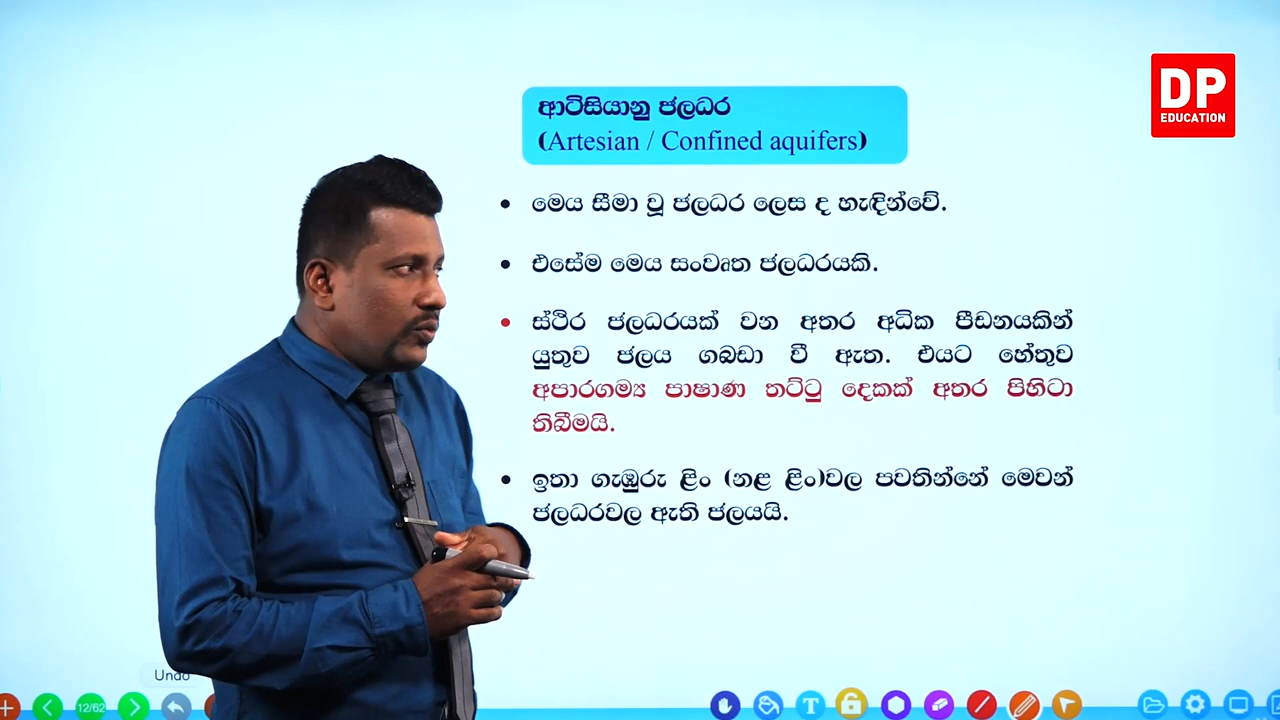 DP
EDUCATION
ආටීසියානු ජලධර
(Artesian / Confined aquifers)
• මෙය සීමා වූ ජලධර ලෙස ද හැඳින්වේ.
• එසේම මෙය සංවෘත ජලධරයකි.
• ස්ථිර ජලධරයක් වන අතර අධික පීඩනයකින්
යුතුව ජලය ගබඩා වී ඇත. එයට හේතුව
අපාරගම්‍ය පාෂාණ තට්ටු දෙකක් අතර පිහිටා
තිබීමයි.
• ඉතා ගැඹුරු ළිං (නළ ළිං)වල පවතින්නේ මෙවන්
ජලධරවල ඇති ජලයයි.
Undo
12/62